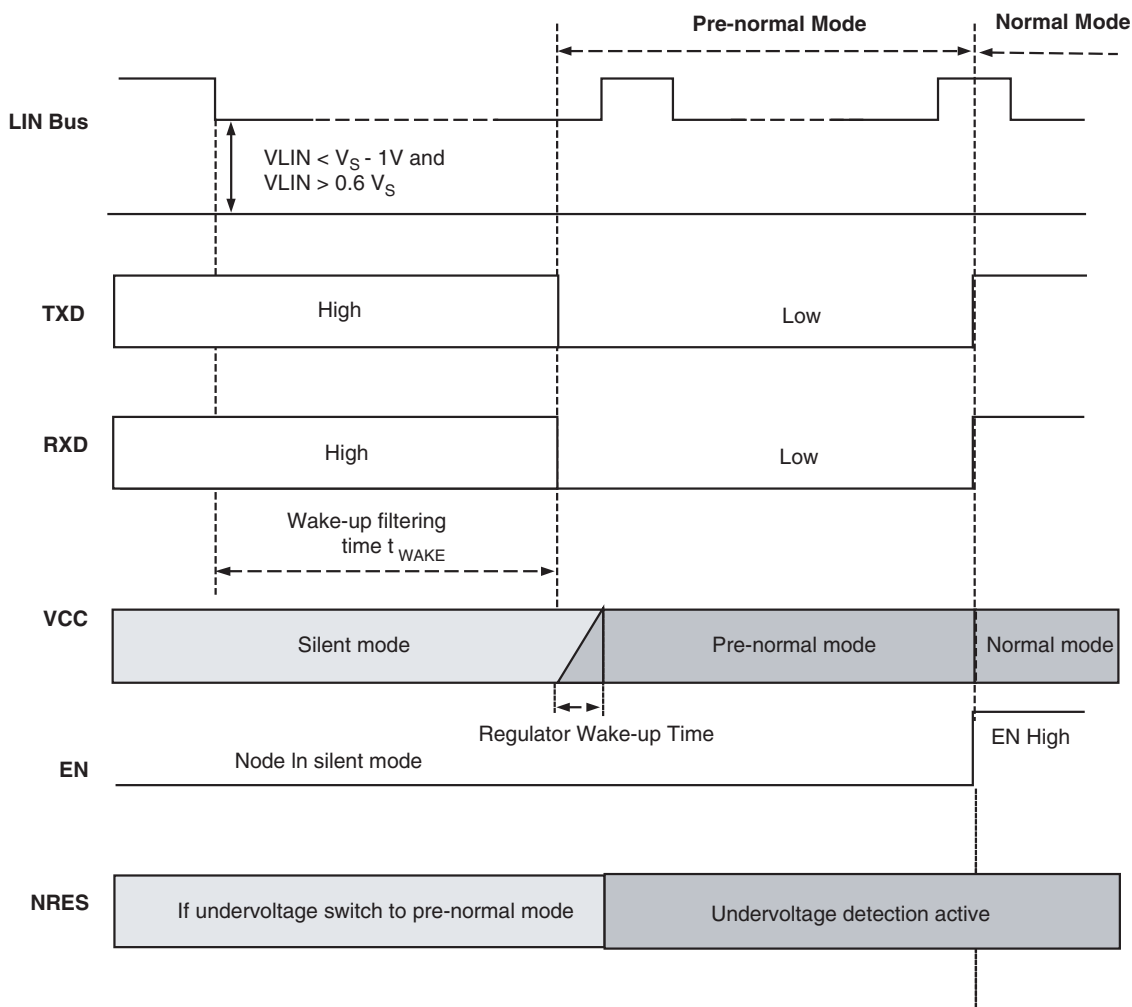 Pre-normal Mode
Normal Mode
LIN Bus
VLIN < VS - 1V and
VLIN > 0.6 VS
TXD
High
Low
RXD
High
Low
Wake-up filtering
time tWAKE
VCC
Silent mode
Pre-normal mode
Normal mode
Regulator Wake-up Time
EN High
Node In silent mode
EN
NRES
If undervoltage switch to pre-normal mode
Undervoltage detection active